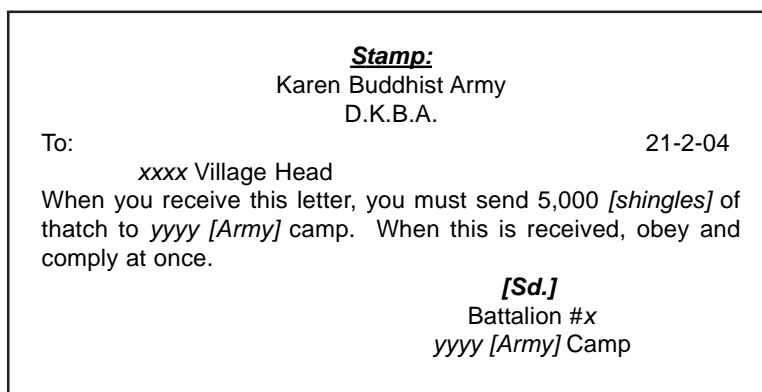 Stamp:
Karen Buddhist Army
D.K.B.A.
To: 21-2-04
xxxx Village Head
When you receive this letter, you must send 5,000 [shingles] of
thatch to yyyy [Army] camp. When this is received, obey and
comply at once.
[Sd.]
Battalion #x
yyyy [Army] Camp